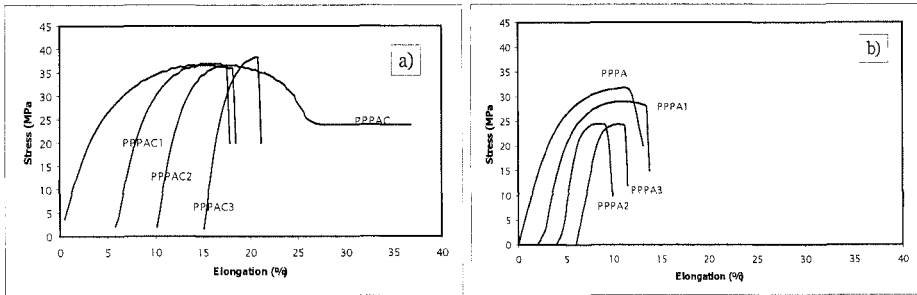 a)
45
40
35
30
25
20
15
10
5
0
Stress (MPa
PPPAC
PPPAC1
PPPAC2
PPPAC3
0 5 10 15 20 25 30 35 40
Elongation (%)
b)
45
40
35
30
25
20
15
10
5
0
Stress (MPa
PPPA
PPPA1
PPPA3
PPPA2
0 5 10 15 20 25 30 35 40
Elongation (%)